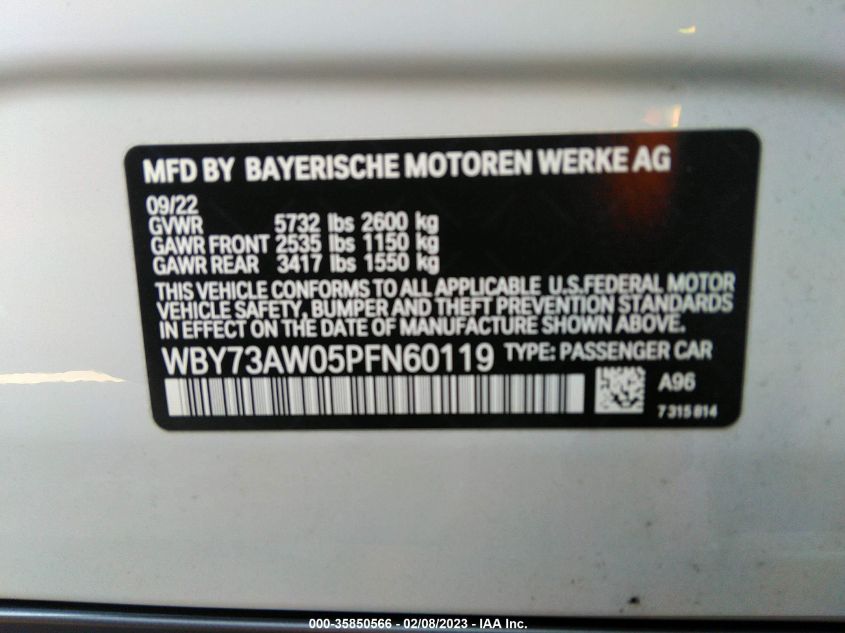 MFD BY BAYERISCHE MOTOREN WERKE AG
09/22
GVWR 5732 lbs 2600 kg
GAWR FRONT 2535 lbs 1150 kg
GAWR REAR 3417 lbs 1550 kg
THIS VEHICLE CONFORMS TO ALL APPLICABLE U.S.FEDERAL MOTOR
VEHICLE SAFETY, BUMPER AND THEFT PREVENTION STANDARDS
IN EFFECT ON THE DATE OF MANUFACTURE SHOWN ABOVE.
WBY73AW05PFN60119 TYPE: PASSENGER CAR
A96
7 315 814
000-35850566 - 02/08/2023 - IAA Inc.